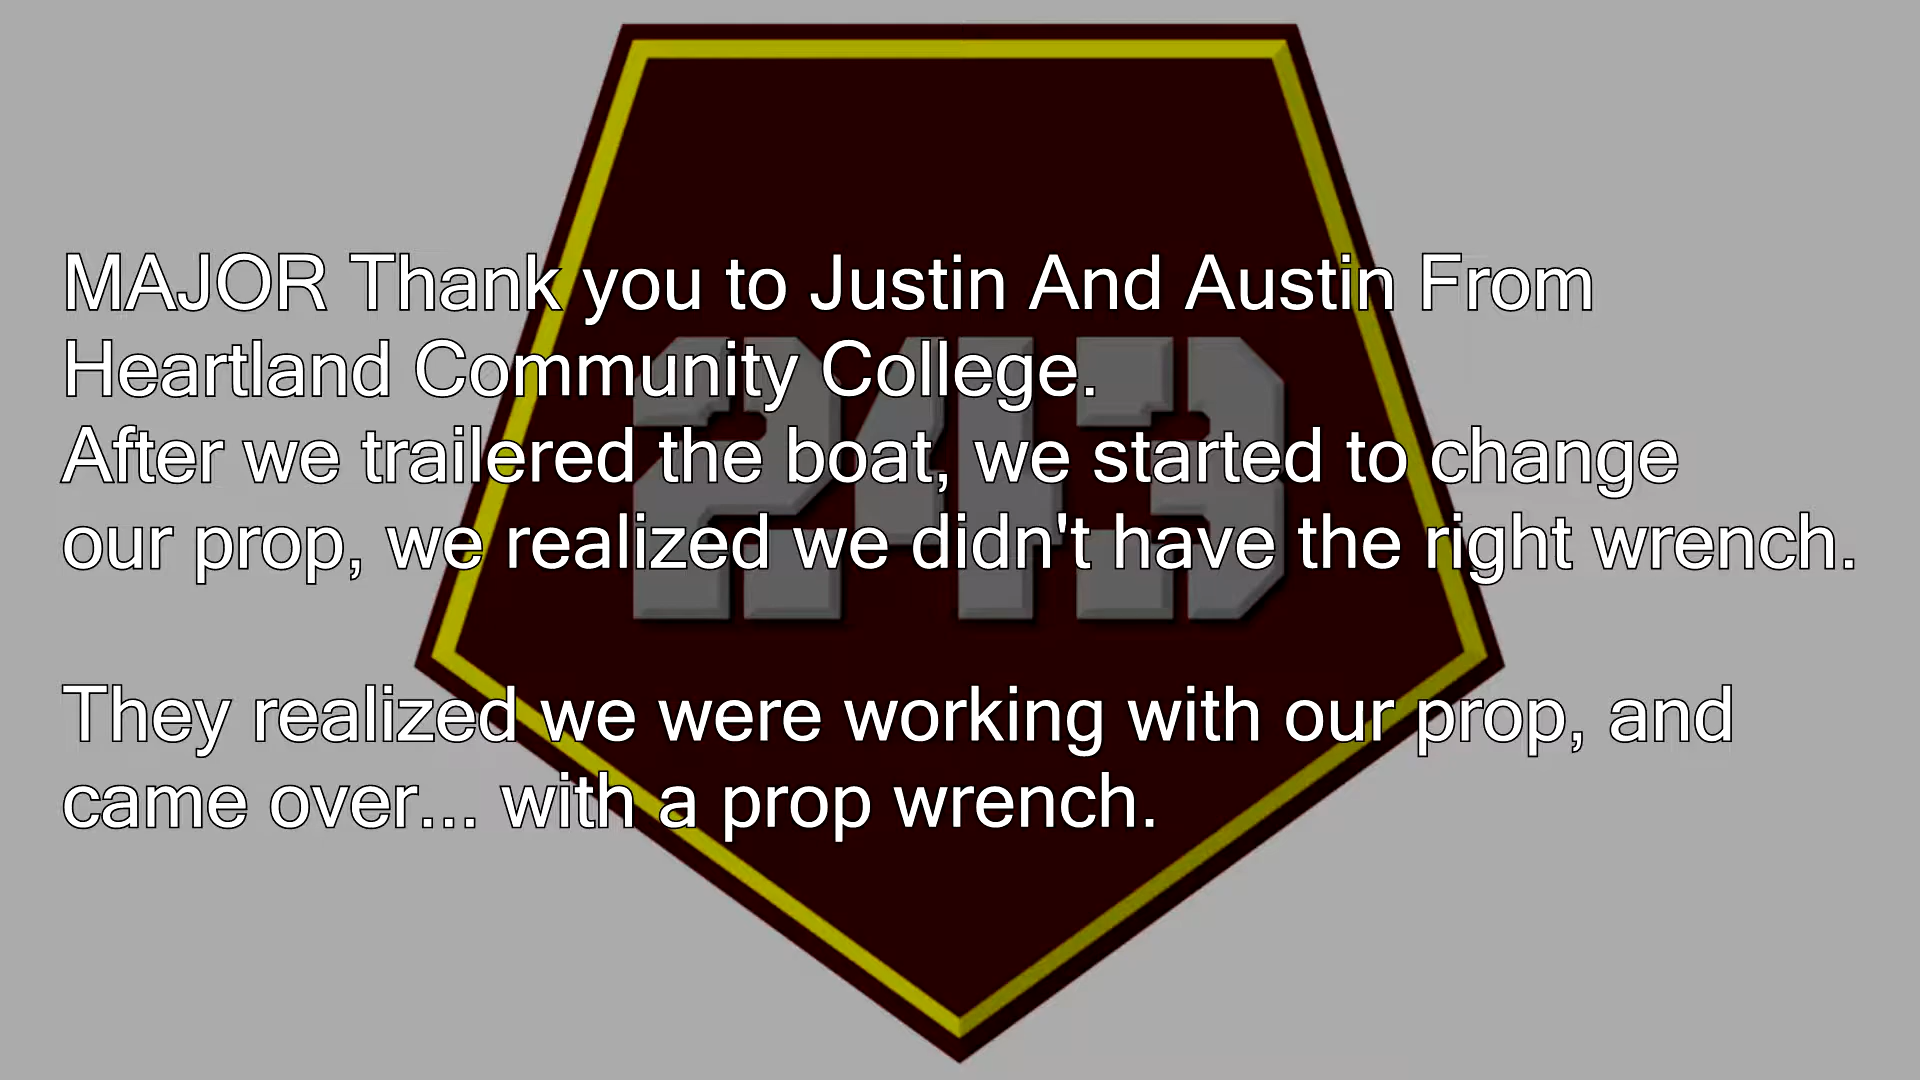 MAJOR Thank you to Justin And Austin From
Heartland Community College.
After we trailered the boat, we started to change
our prop, we realized we didn't have the right wrench.
2413
They realized we were working with our prop, and
came over... with a prop wrench.